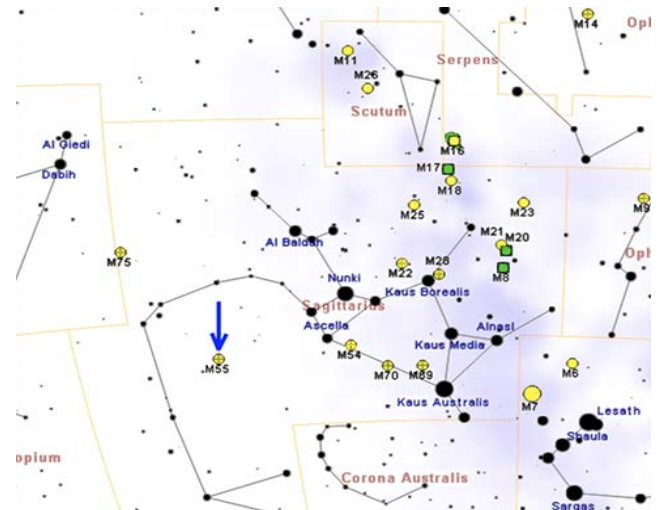 M14
Oph
M11
Serpens
M26
Scutum
Al Giedi
M16
Dabih
M17
M18
M9
M25
M23
Al Baldah
M21
M20
Oph
M75
M22
M28
M8
Nunki
Kaus Borealis
Sagittarius
Ascella
Alnasl
Kaus Media
M54
M55
M70
M69
M6
Kaus Australis
M7
Lesath
Shaula
opium
Corona Australis
Sargas